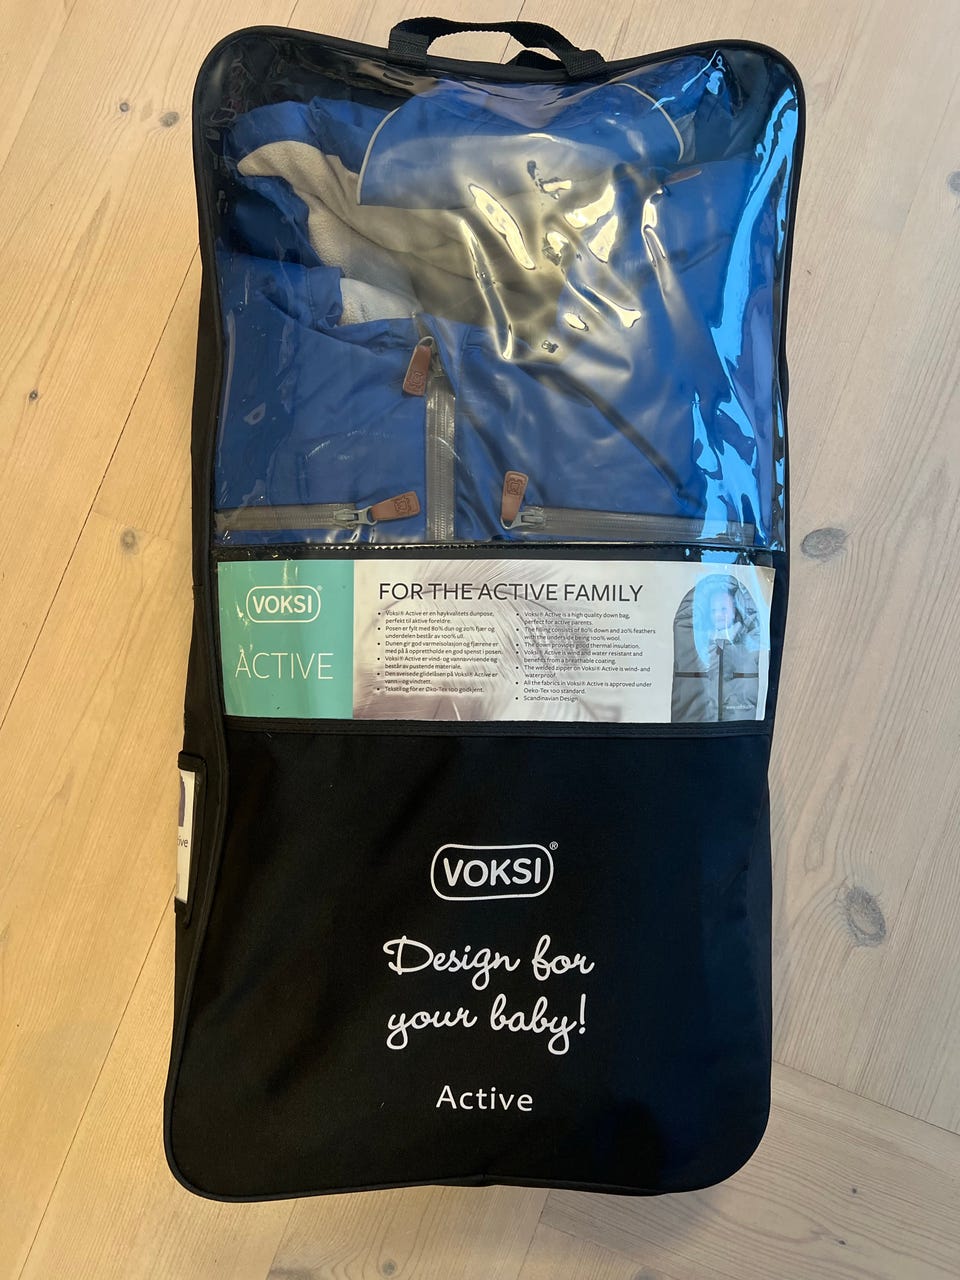 VOKSI®
ACTIVE
FOR THE ACTIVE FAMILY
• Voksi® Active er en høykvalitets dunpose,
perfekt til aktive foreldre.
• Posen er fylt med 80% dun og 20% fjær og
underdelen består av 100% ull.
• Dunen gir god varmeisolasjon og fjærene er
med på å opprettholde en god spenst i posen.
• Voksi® Active er vind- og vannavvisende og
består av pustende materiale.
• Den sveisede glidelåsen på Voksi® Active er
vann- og vindtett.
• Tekstil og fôr er Øko-Tex 100 godkjent.
• Voksi® Active is a high quality down bag,
perfect for active parents.
• The filling consists of 80% down and 20% feathers
with the underside being 100% wool.
• The down provides good thermal insulation.
• Voksi® Active is wind and water resistant and
benefits from a breathable coating.
• The welded zipper on Voksi® Active is wind- and
waterproof.
• All the fabrics in Voksi® Active is approved under
Oeko-Tex 100 standard.
• Scandinavian Design
VOKSI®
Design for
your baby!
Active